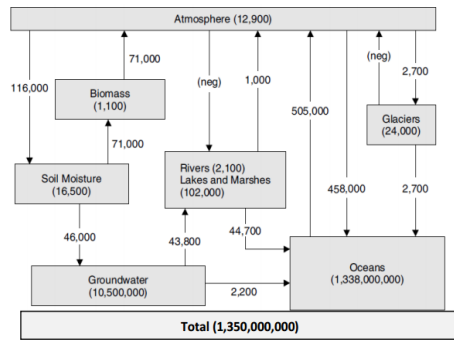 Atmosphere (12,900)
71,000
116,000
(neg)
1,000
505,000
(neg)
2,700
Biomass
(1,100)
Glaciers
(24,000)
71,000
Soil Moisture
(16,500)
Rivers (2,100)
Lakes and Marshes
(102,000)
458,000
2,700
46,000
43,800
44,700
Groundwater
(10,500,000)
2,200
Oceans
(1,338,000,000)
Total (1,350,000,000)